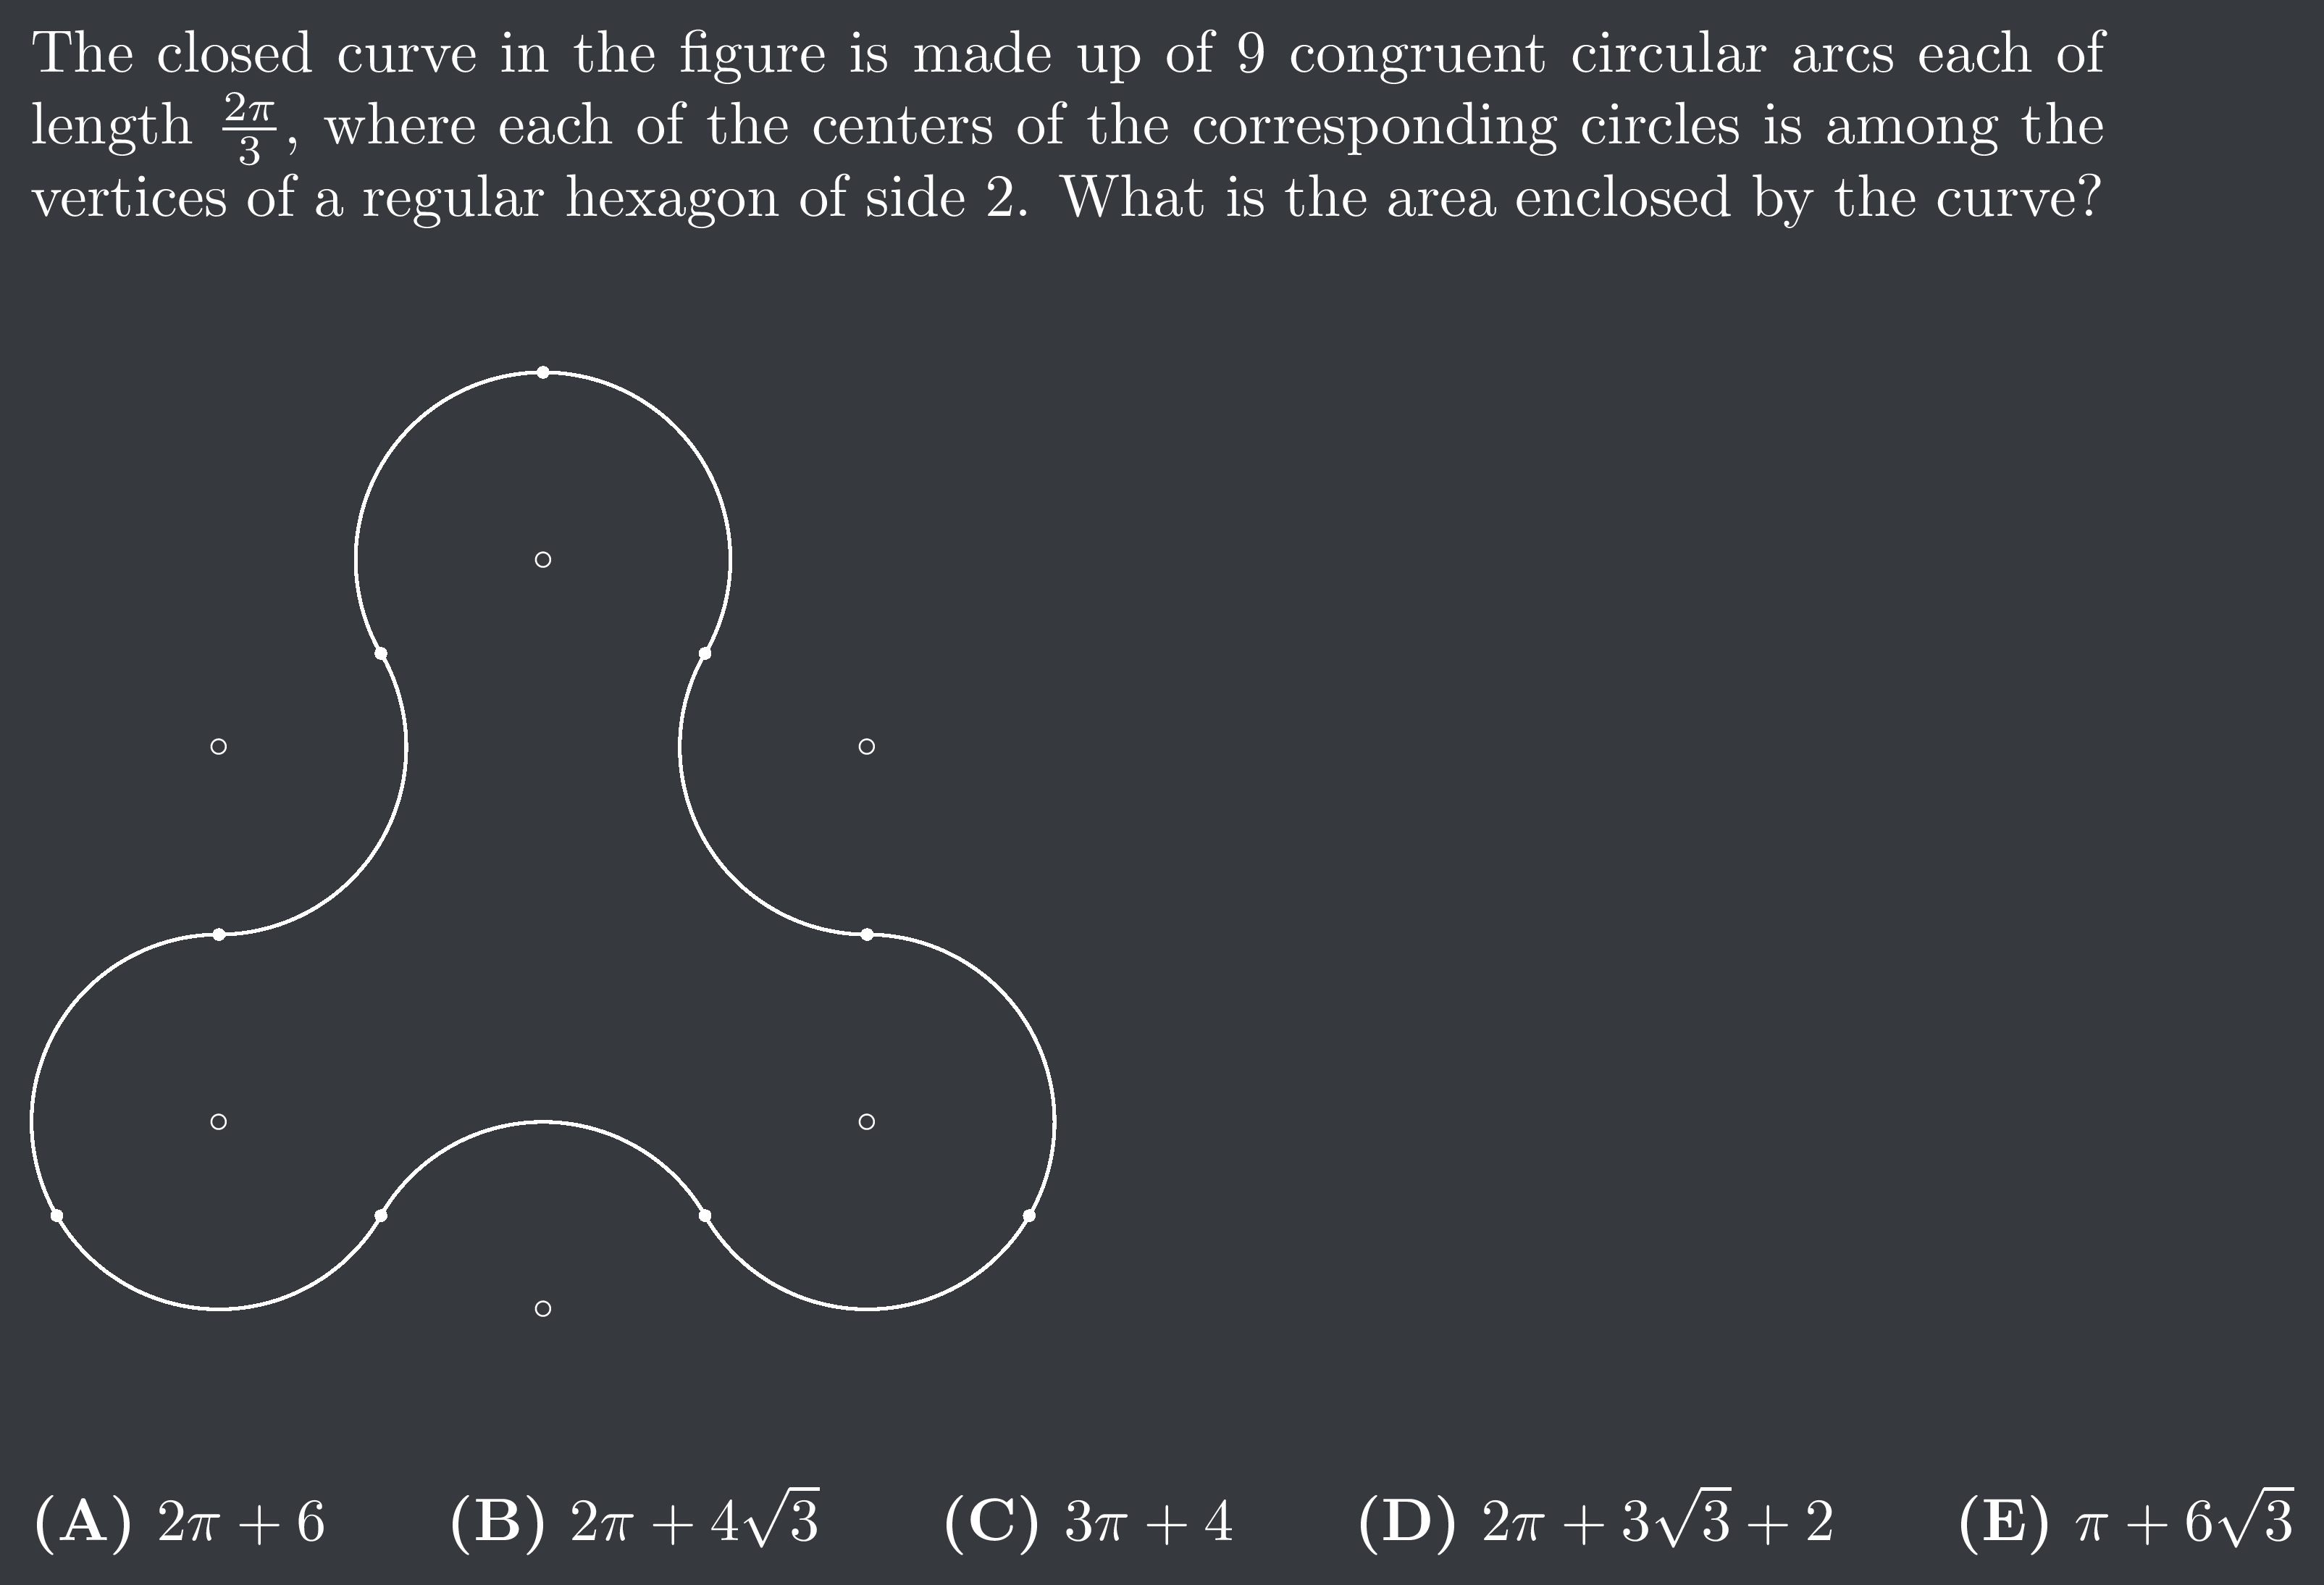 The closed curve in the figure is made up of 9 congruent circular arcs each of
length $\frac{2\pi}{3}$, where each of the centers of the corresponding circles is among the
vertices of a regular hexagon of side 2. What is the area enclosed by the curve?
(A) $2\pi + 6$ (B) $2\pi + 4\sqrt{3}$ (C) $3\pi + 4$ (D) $2\pi + 3\sqrt{3} + 2$ (E) $\pi + 6\sqrt{3}$